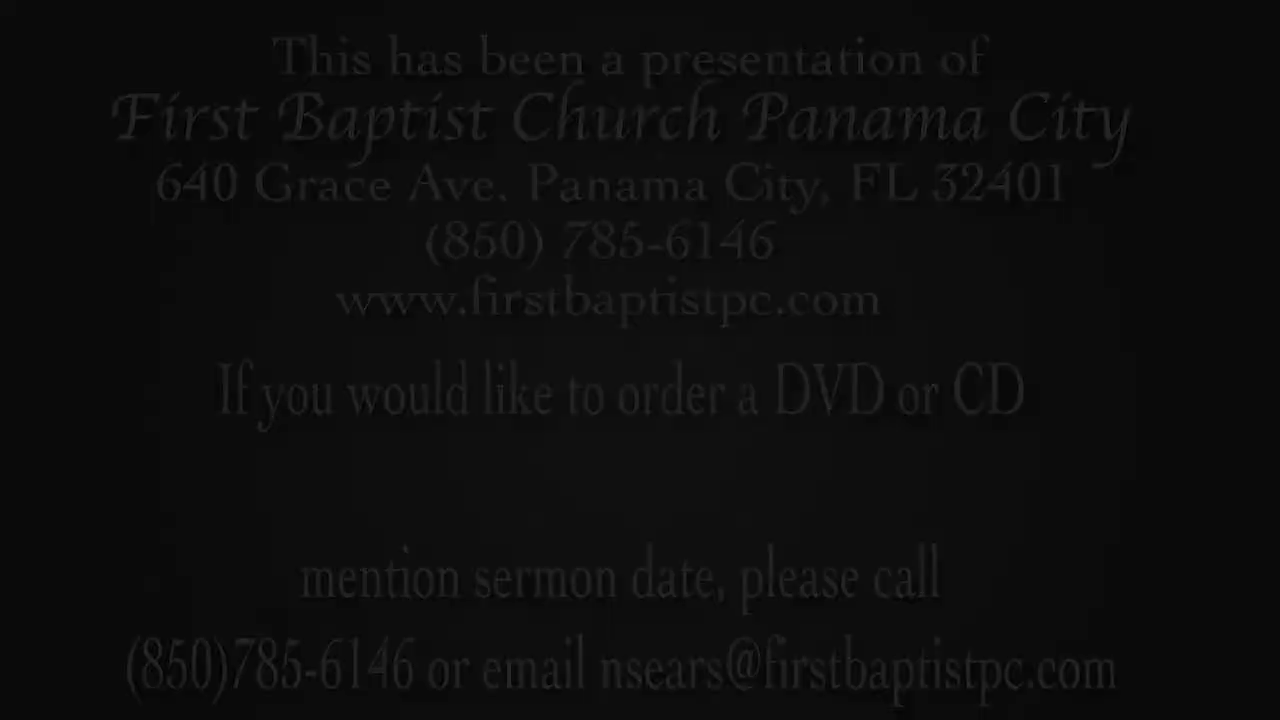 This has been a presentation of
First Baptist Church Panama City
640 Grace Ave. Panama City, FL 32401
(850) 785-6146
www.firstbaptistpc.com
If you would like to order a DVD or CD
mention sermon date, please call
(850)785-6146 or email nsears@firstbaptistpc.com